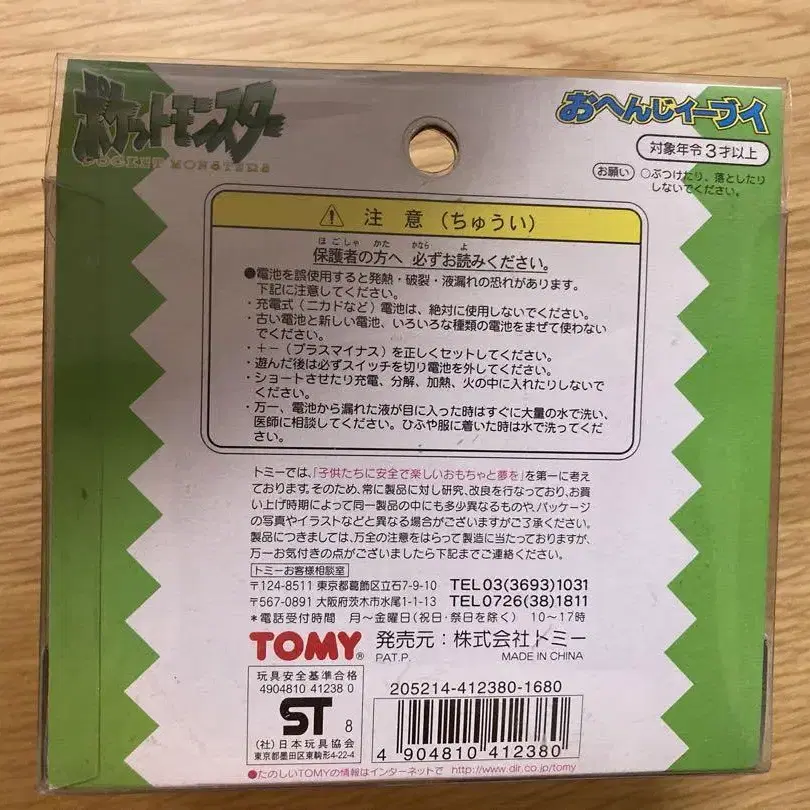 ポケットモンスター
POCKET MONSTERS
おへんじイーブイ
対象年令3才以上
お願い ○ぶつけたり、落としたり
しないでください。
注意(ちゅうい)
ほごしゃ かた かなら よ
保護者の方へ 必ずお読みください。
●電池を誤使用すると発熱・破裂・液漏れの恐れがあります。
下記に注意してください。
・充電式(ニカドなど)電池は、絶対に使用しないでください。
・古い電池と新しい電池、いろいろな種類の電池をまぜて使わない
でください。
・+-(プラスマイナス)を正しくセットしてください。
・遊んだ後は必ずスイッチを切り電池を外してください。
・ショートさせたり充電、分解、加熱、火の中に入れたりしないで
ください。
・万一、電池から漏れた液が目に入った時はすぐに大量の水で洗い、
医師に相談してください。ひふや服に着いた時は水で洗ってくだ
さい。
トミーでは、「子供たちに安全で楽しいおもちゃと夢を」を第一に考え
ております。そのため、常に製品に対し研究、改良を行なっており、お買
い上げ時期によって同一製品の中にも多少異なるものや、パッケージ
の写真やイラストなどと異なる場合がございますがご了承ください。
製品につきましては、万全の注意をはらって製造に当たっておりますが、
万一お気付きの点がございましたら下記までご連絡ください。
トミーお客様相談室
〒124-8511 東京都葛飾区立石7-9-10 TEL03(3693)1031
〒567-0891 大阪府茨木市水尾1-1-13 TEL0726(38)1811
*電話受付時間 月~金曜日(祝日・祭日を除く) 10~17時
TOMY® 発売元:株式会社トミー
PAT.P. MADE IN CHINA
玩具安全基準合格
4904810 41238 0
ST 8
(社)日本玩具協会
東京都墨田区東駒形4-22-4
205214-412380-1680
4 904810 412380
●たのしいTOMYの情報はインターネットで http://www.dir.co.jp/tomy